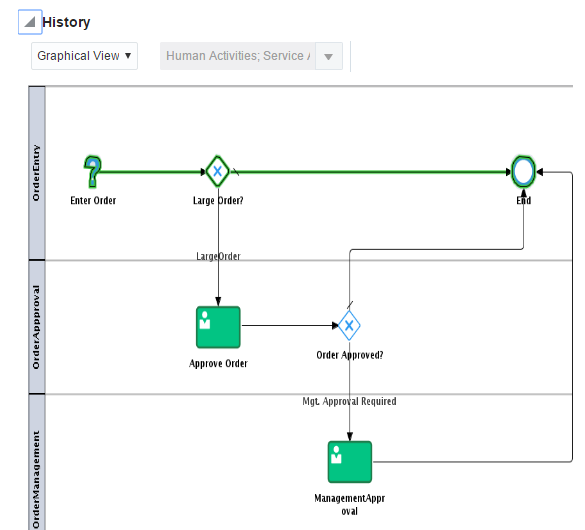 History
Graphical View
Human Activities; Service A
OrderEntry
Enter Order
Large Order?
End
LargeOrder
OrderAppproval
Approve Order
Order Approved?
Mgt. Approval Required
OrderManagement
ManagementAppr
oval